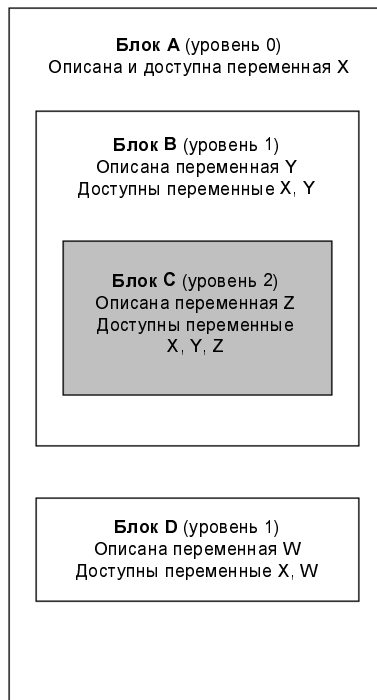 Блок A (уровень 0)
Описана и доступна переменная X
Блок B (уровень 1)
Описана переменная Y
Доступны переменные X, Y
Блок C (уровень 2)
Описана переменная Z
Доступны переменные
X, Y, Z
Блок D (уровень 1)
Описана переменная W
Доступны переменные X, W